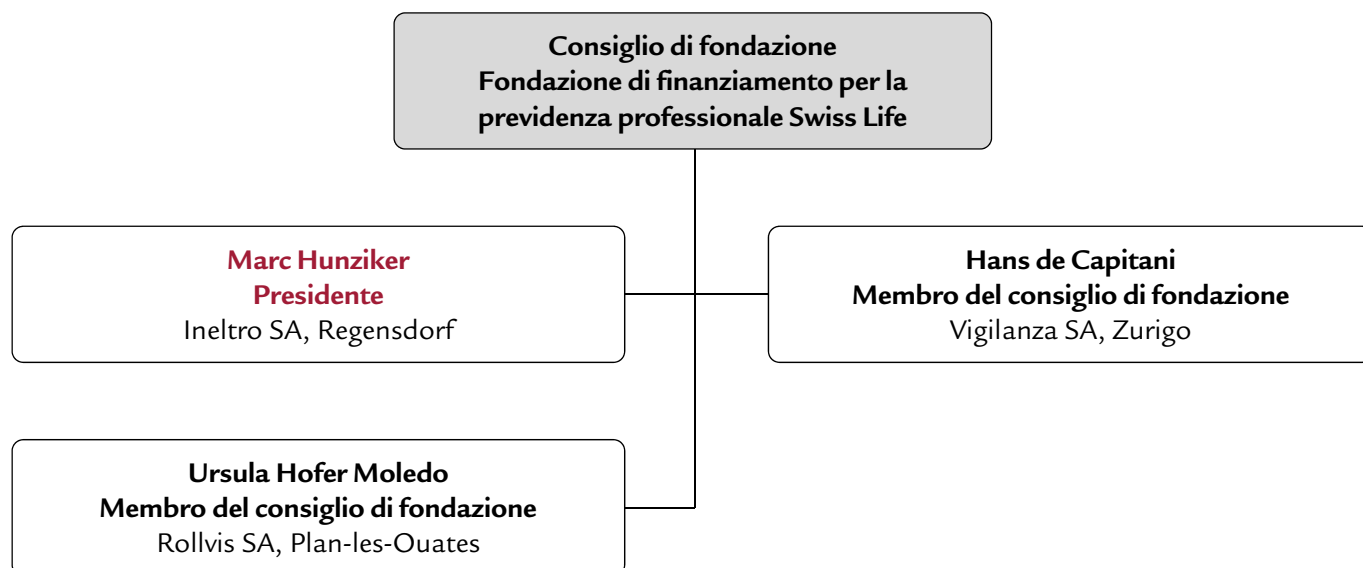 Consiglio di fondazione
Fondazione di finanziamento per la
previdenza professionale Swiss Life
Marc Hunziker
Presidente
Ineltro SA, Regensdorf
Hans de Capitani
Membro del consiglio di fondazione
Vigilanza SA, Zurigo
Ursula Hofer Moledo
Membro del consiglio di fondazione
Rollvis SA, Plan-les-Ouates